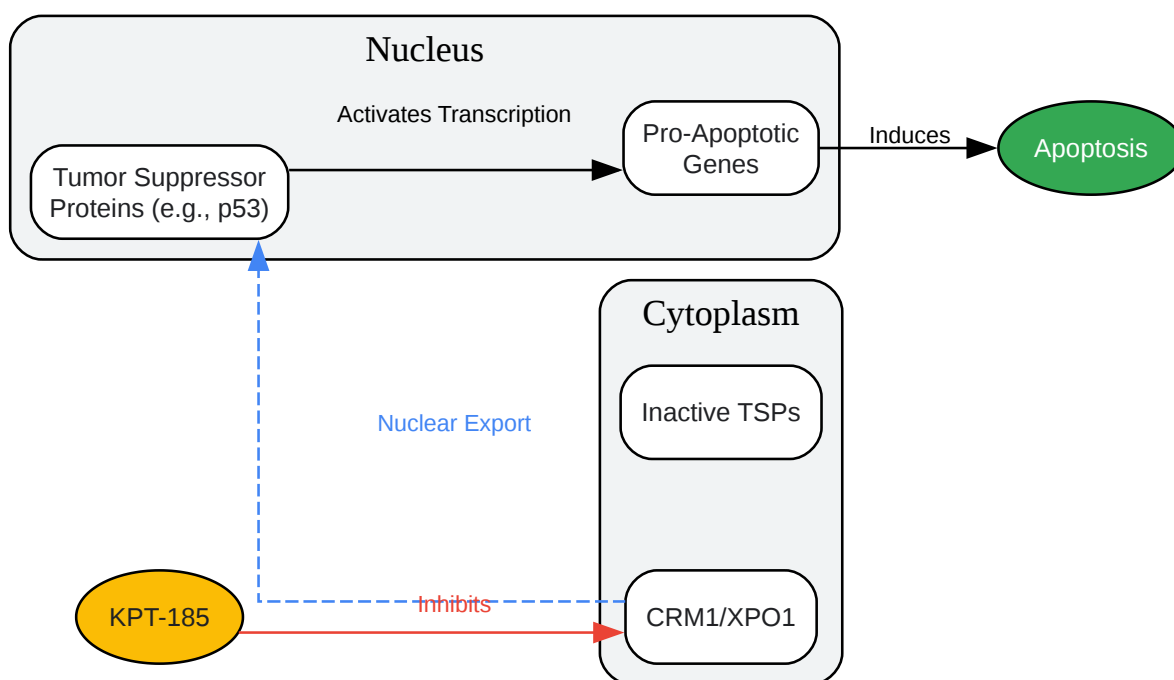 Nucleus
Activates Transcription
Pro-Apoptotic
Genes
Induces
Apoptosis
Tumor Suppressor
Proteins (e.g., p53)
Cytoplasm
Inactive TSPs
Nuclear Export
KPT-185
Inhibits
CRM1/XPO1